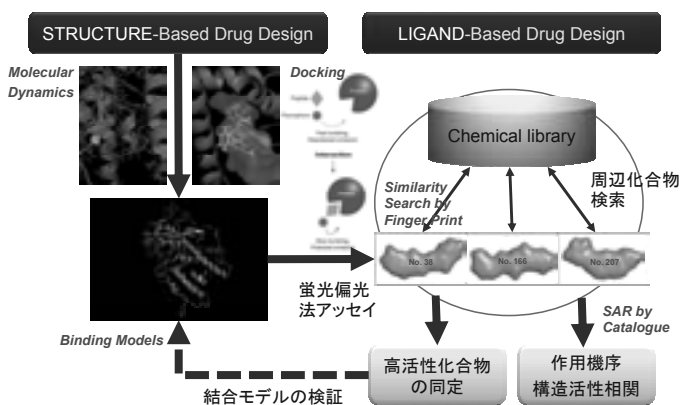 STRUCTURE-Based Drug Design
LIGAND-Based Drug Design
Molecular
Dynamics
Docking
Chemical library
Similarity
Search by
Finger Print
周辺化合物
検索
No. 38
No. 166
No. 207
蛍光偏光
法アッセイ
Binding Models
SAR by
Catalogue
結合モデルの検証
高活性化合物
の同定
作用機序
構造活性相関